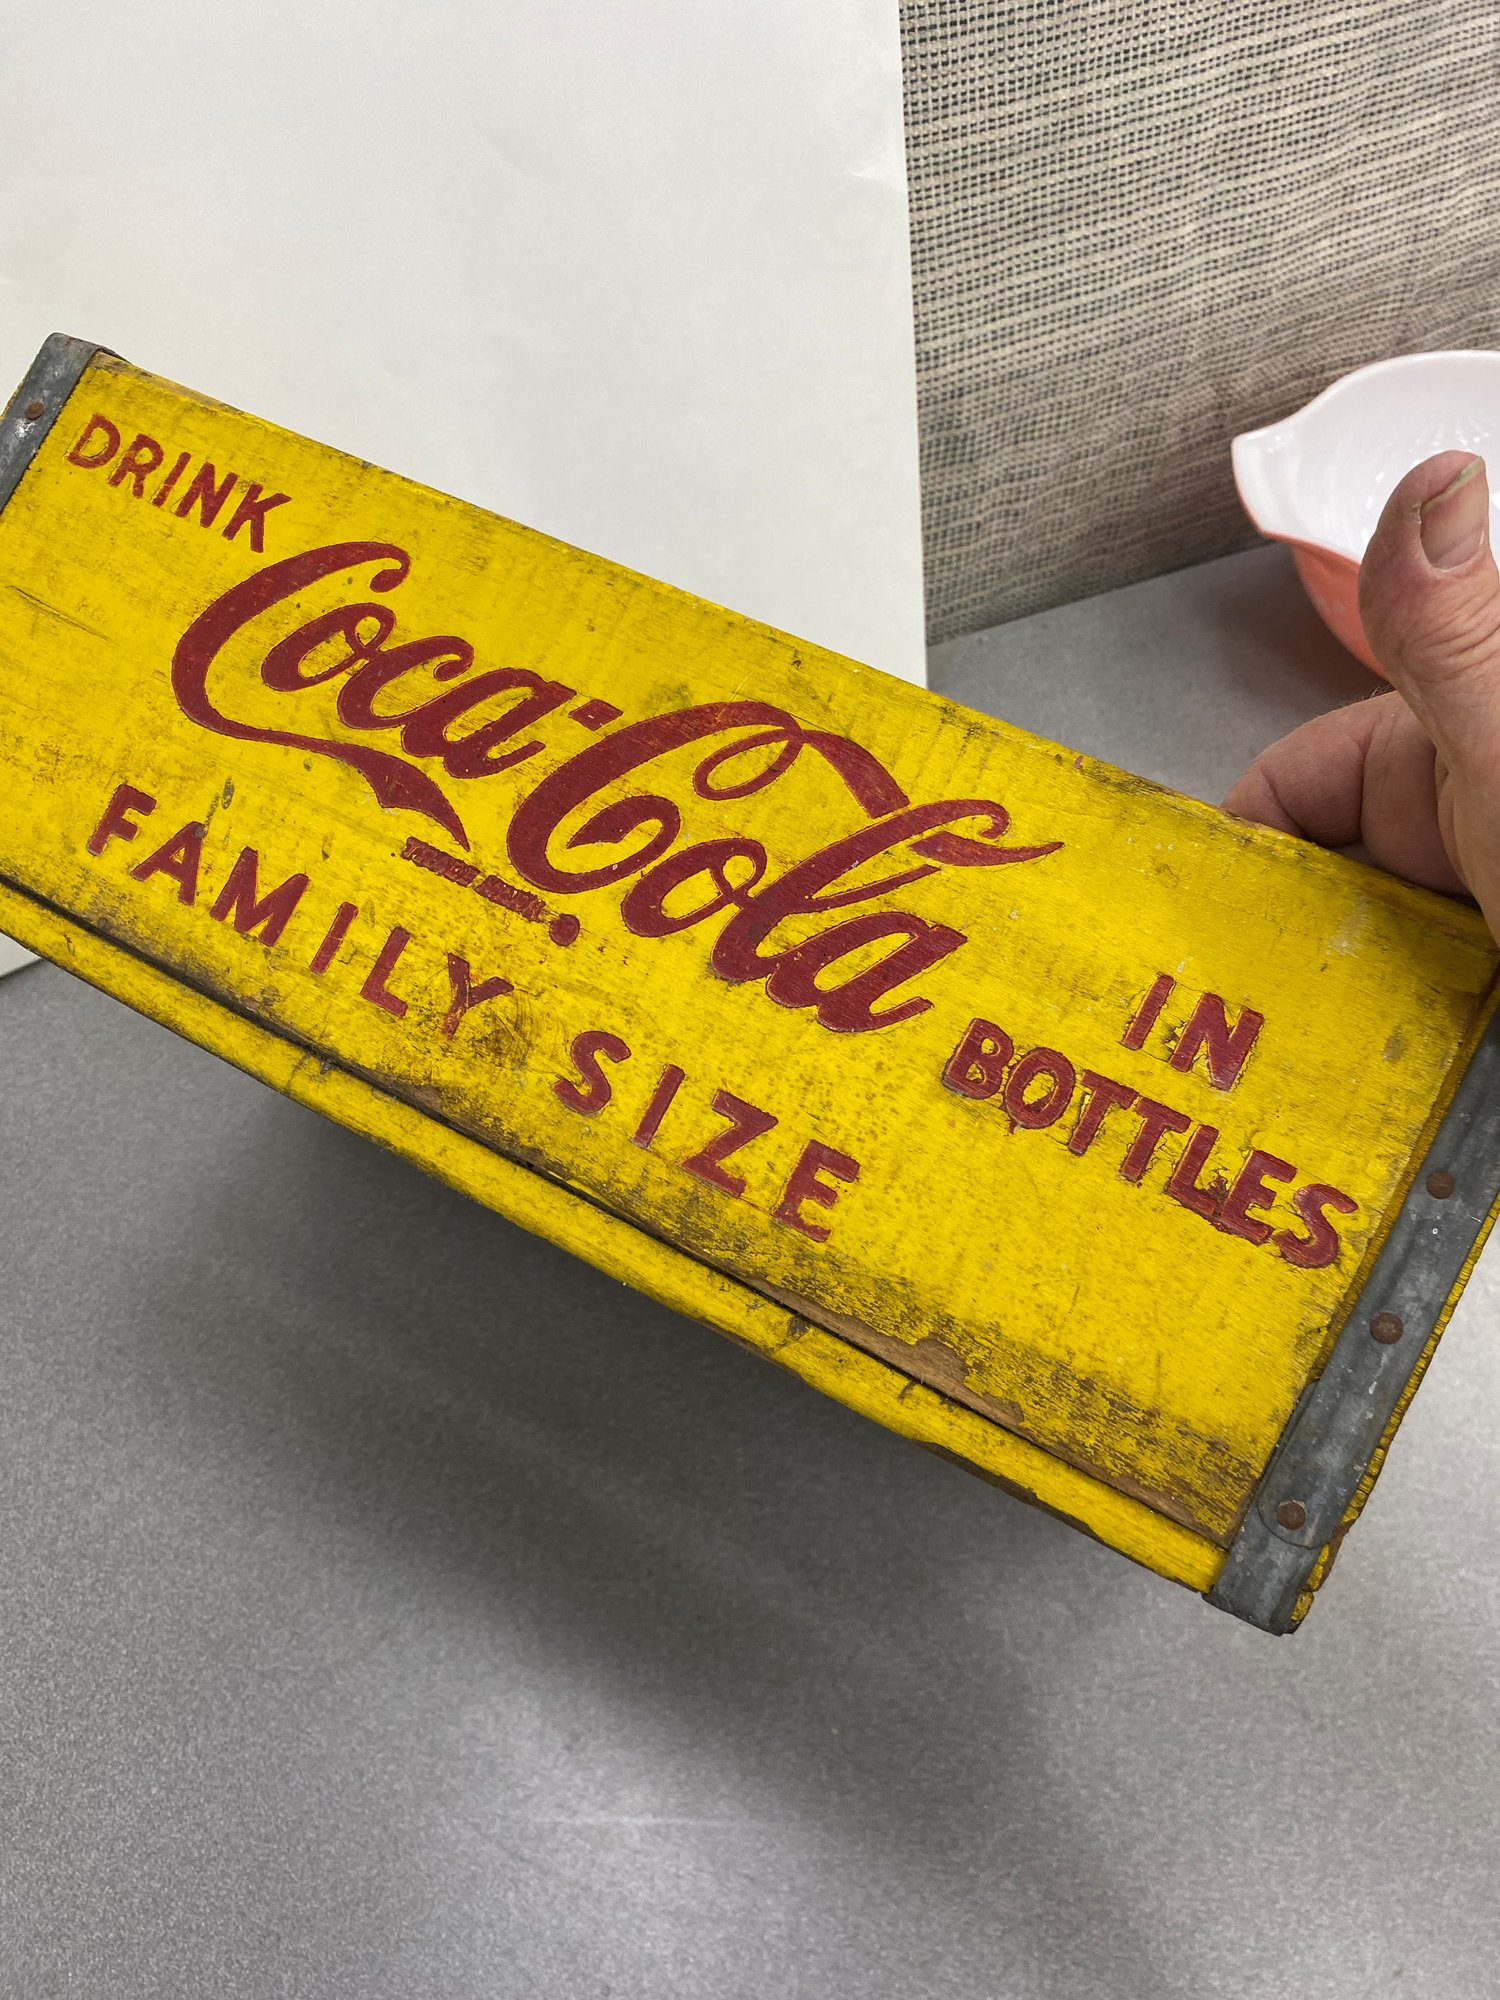 DRINK
Coca-Cola
TRADE MARK ®
IN
BOTTLES
FAMILY SIZE